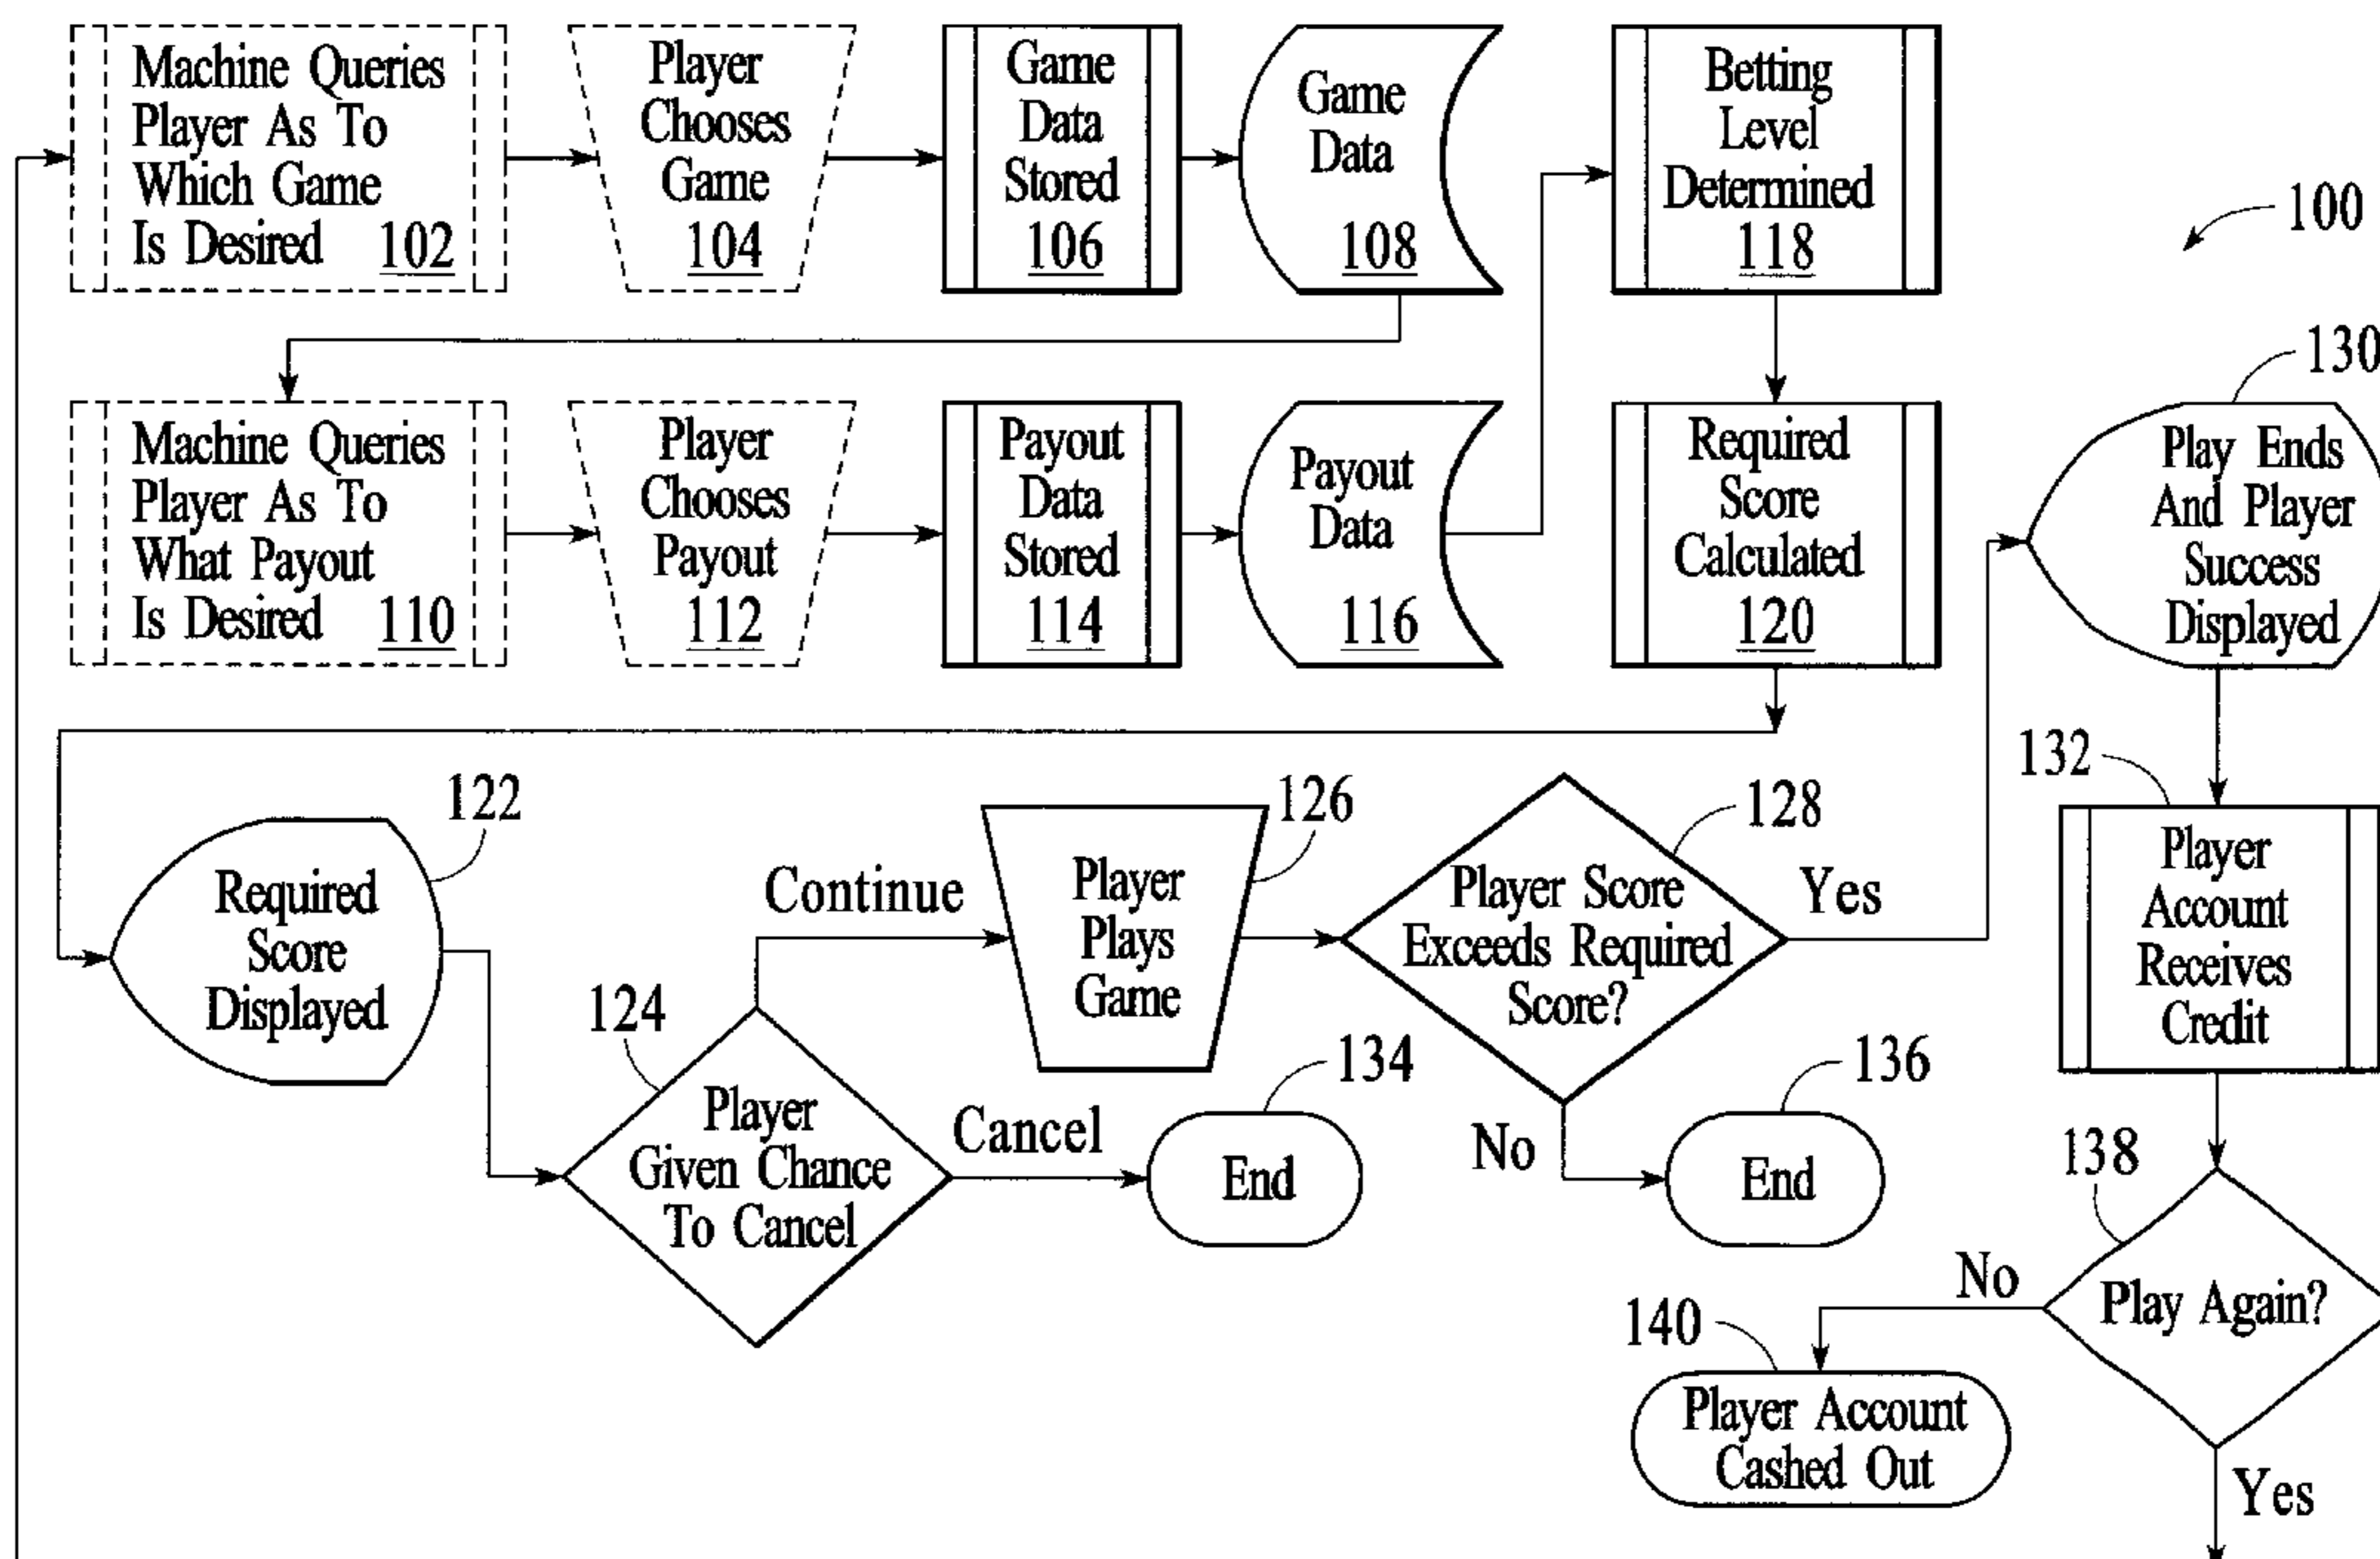 Machine Queries
Player As To
Which Game
Is Desired 102
Player
Chooses
Game
104
Game
Data
Stored
106
Game
Data
108
Betting
Level
Determined
118
100
Machine Queries
Player As To
What Payout
Is Desired 110
Player
Chooses
Payout
112
Payout
Data
Stored
114
Payout
Data
116
Required
Score
Calculated
120
130
Play Ends
And Player
Success
Displayed
122
Required
Score
Displayed
124
Player
Given Chance
To Cancel
Continue
Cancel
126
Player
Plays
Game
134
End
128
Player Score
Exceeds Required
Score?
Yes
No
136
End
132
Player
Account
Receives
Credit
138
Play Again?
No
140
Player Account
Cashed Out
Yes